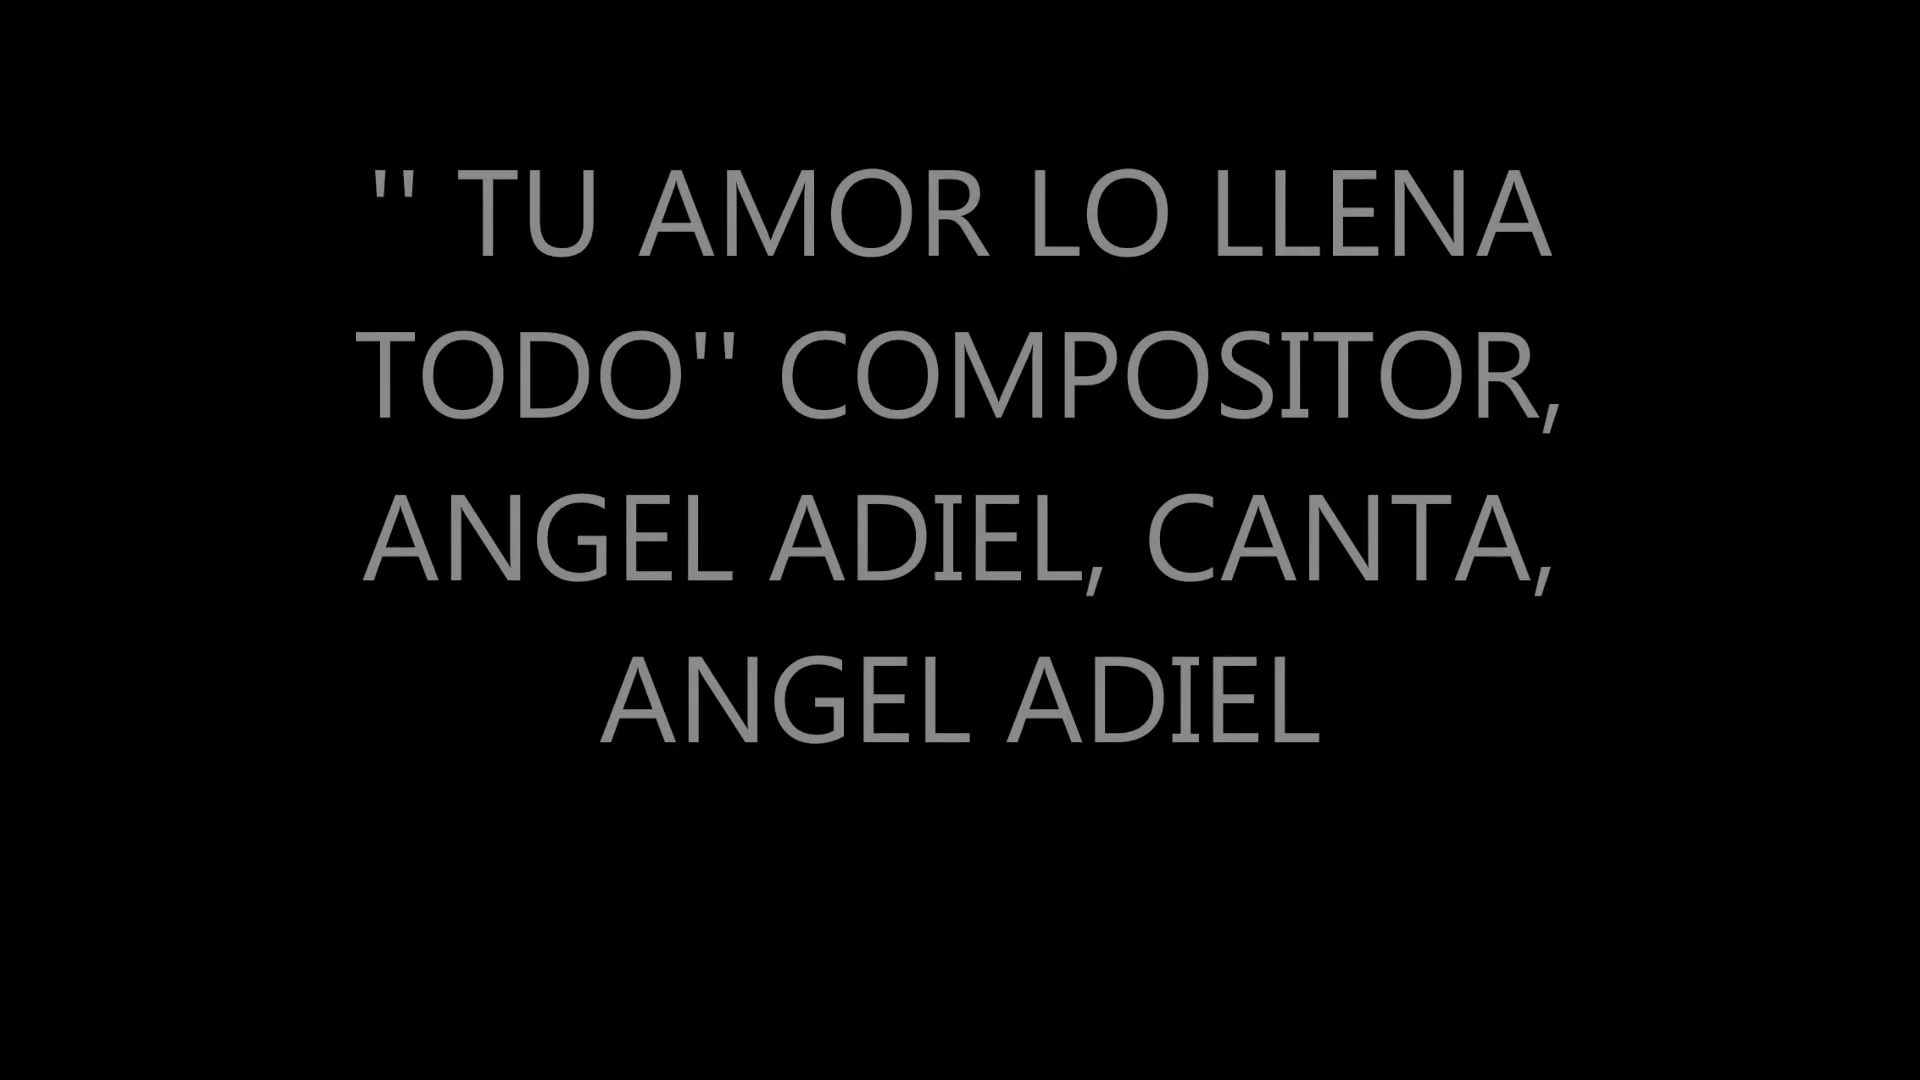 " TU AMOR LO LLENA
TODO" COMPOSITOR,
ANGEL ADIEL, CANTA,
ANGEL ADIEL